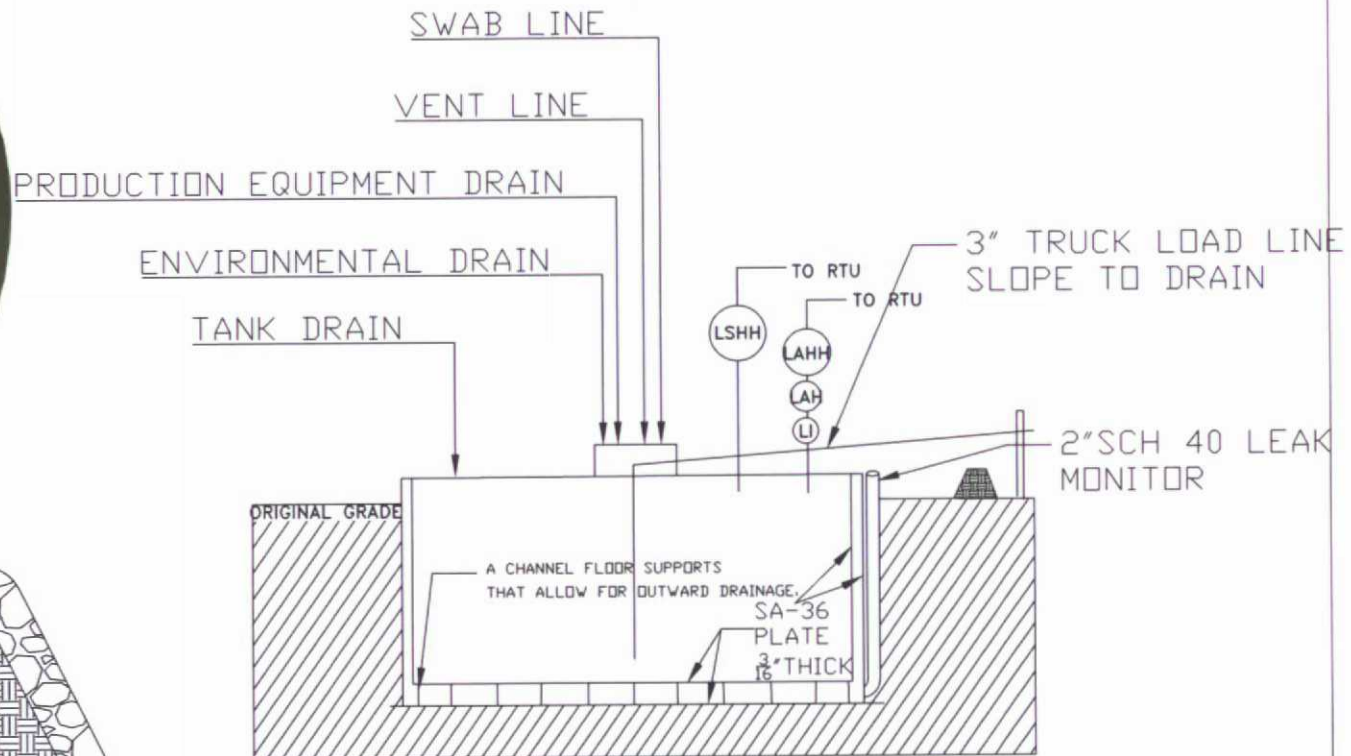 SWAB LINE
VENT LINE
PRODUCTION EQUIPMENT DRAIN
ENVIRONMENTAL DRAIN
TANK DRAIN
TO RTU
TO RTU
3" TRUCK LOAD LINE
SLOPE TO DRAIN
LSHH
LAHH
LAH
LI
2"SCH 40 LEAK
MONITOR
ORIGINAL GRADE
A CHANNEL FLOOR SUPPORTS
THAT ALLOW FOR OUTWARD DRAINAGE.
SA-36
PLATE
3/16"THICK